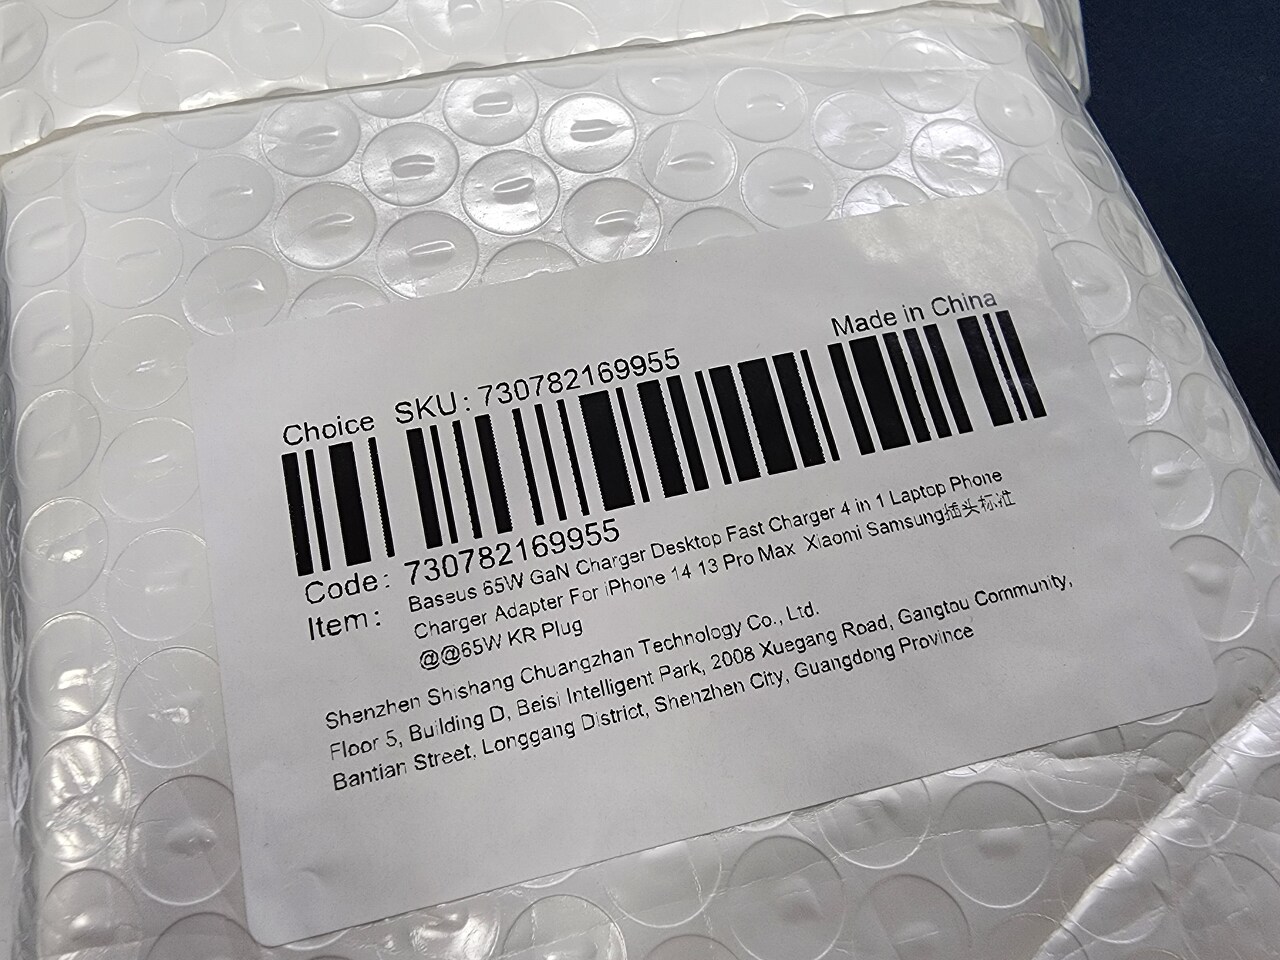 Made in China
Choice SKU: 730782169955
Code: 730782169955
Item: Baseus 65W GaN Charger Desktop Fast Charger 4 in 1 Laptop Phone
Charger Adapter For iPhone 14 13 Pro Max Xiaomi Samsung插头标准
@@65W KR Plug
Shenzhen Shishang Chuangzhan Technology Co., Ltd.
Floor 5, Building D, Beisi Intelligent Park, 2008 Xuegang Road, Gangtou Community,
Bantian Street, Longgang District, Shenzhen City, Guangdong Province